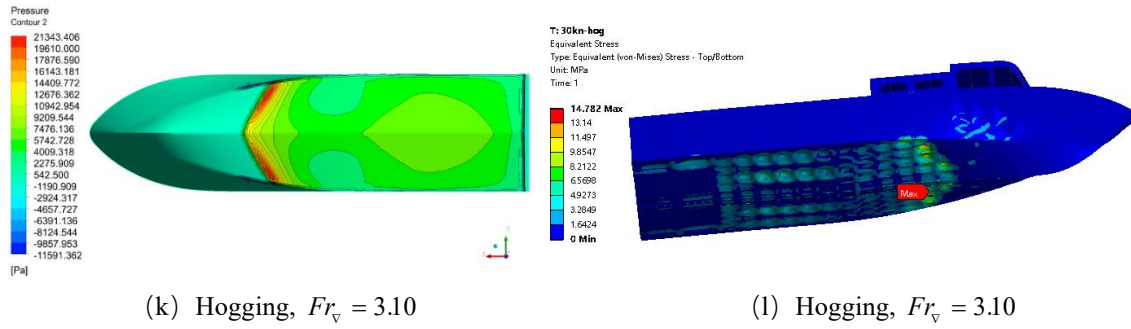 Pressure
Contour 2
21343.406
19610.000
17876.590
16143.181
14409.772
12676.362
10942.954
9209.544
7476.136
5742.728
4009.318
2275.909
542.500
-1190.909
-2924.317
-4657.727
-6391.136
-8124.544
-9857.953
-11591.362
[Pa]
T: 30kn-hog
Equivalent Stress
Type: Equivalent (von-Mises) Stress - Top/Bottom
Unit: MPa
Time: 1
14.782 Max
13.14
11.497
9.8547
8.2122
6.5698
4.9273
3.2849
1.6424
0 Min
Max
(k) Hogging, Fr∇ = 3.10
(l) Hogging, Fr∇ = 3.10